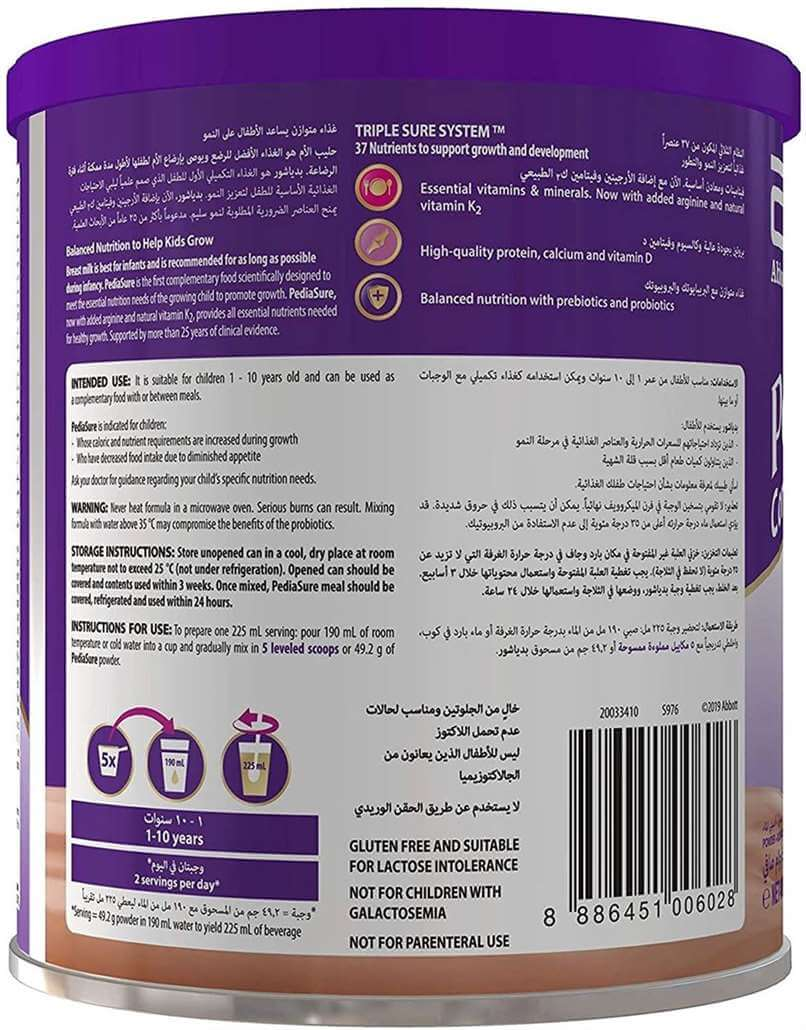 غذاء متوازن يساعد الأطفال على النمو
حليب الأم هو الغذاء الأفضل للرضع ويوصى بإرضاع الأم لطفلها لأطول مدة ممكنة أثناء فترة
الرضاعة. بدياشور هو الغذاء التكميلي الأول للطفل الذي صمم علمياً ليلبي الاحتياجات
الغذائية الأساسية للطفل لتعزيز النمو. بدياشور، الآن بإضافة الأرجينين وفيتامين ك٢ الطبيعي
يمنح العناصر الضرورية المطلوبة لنمو سليم. مدعوماً بأكثر من ٢٥ عاماً من الأبحاث العلمية
Balanced Nutrition to Help Kids Grow
Breast milk is best for infants and is recommended for as long as possible
during infancy. PediaSure is the first complementary food scientifically designed to
meet the essential nutrition needs of the growing child to promote growth. PediaSure,
now with added arginine and natural vitamin K2, provides all essential nutrients needed
for healthy growth. Supported by more than 25 years of clinical evidence.
TRIPLE SURE SYSTEM™
37 Nutrients to support growth and development
النظام الثلاثي المكون من ٣٧ عنصراً
غذائياً لتعزيز النمو والتطور
فيتامينات ومعادن أساسية. الآن مع إضافة الأرجينين وفيتامين ك٢ الطبيعي
Essential vitamins & minerals. Now with added arginine and natural
vitamin K2
بروتين بجودة عالية وكالسيوم وفيتامين د
High-quality protein, calcium and vitamin D
غذاء متوازن مع البريبايوتك والبروبيوتك
Balanced nutrition with prebiotics and probiotics
INTENDED USE: It is suitable for children 1 - 10 years old and can be used as
a complementary food with or between meals.
PediaSure is indicated for children:
- Whose caloric and nutrient requirements are increased during growth
- Who have decreased food intake due to diminished appetite
Ask your doctor for guidance regarding your child's specific nutrition needs.
WARNING: Never heat formula in a microwave oven. Serious burns can result. Mixing
formula with water above 35 °C may compromise the benefits of the probiotics.
STORAGE INSTRUCTIONS: Store unopened can in a cool, dry place at room
temperature not to exceed 25 °C (not under refrigeration). Opened can should be
covered and contents used within 3 weeks. Once mixed, PediaSure meal should be
covered, refrigerated and used within 24 hours.
INSTRUCTIONS FOR USE: To prepare one 225 mL serving: pour 190 mL of room
temperature or cold water into a cup and gradually mix in 5 leveled scoops or 49.2 g of
PediaSure powder.
الاستخدامات: مناسب للأطفال من عمر ١ إلى ١٠ سنوات ويمكن استخدامه كغذاء تكميلي مع الوجبات
أو ما بينها.
بدياشور يستخدم للأطفال:
- الذين تزداد احتياجاتهم للسعرات الحرارية والعناصر الغذائية في مرحلة النمو
- الذين يتناولون كميات طعام أقل بسبب قلة الشهية
اسألي طبيبك لمعرفة معلومات بشأن احتياجات طفلك الغذائية.
تحذير: لا تقومي بتسخين الوجبة في فرن الميكروويف نهائياً. يمكن أن يتسبب ذلك في حروق شديدة. قد
يؤدي استعمال ماء درجة حرارته أعلى من ٣٥ درجة مئوية إلى عدم الاستفادة من البروبيوتيك.
تعليمات التخزين: خزني العلبة غير المفتوحة في مكان بارد وجاف في درجة حرارة الغرفة التي لا تزيد عن
٢٥ درجة مئوية (لا تحفظ في الثلاجة). يجب تغطية العلبة المفتوحة واستعمال محتوياتها خلال ٣ أسابيع.
بعد الخلط، يجب تغطية وجبة بدياشور، ووضعها في الثلاجة واستعمالها خلال ٢٤ ساعة.
طريقة الاستعمال: لتحضير وجبة ٢٢٥ مل: صبي ١٩٠ مل من الماء بدرجة حرارة الغرفة أو ماء بارد في كوب،
واخلطي تدريجياً مع ٥ مكاييل مملوءة ممسوحة أو ٤٩,٢ جم من مسحوق بدياشور.
5x
190 mL
225 mL
١ - ١٠ سنوات
1-10 years
وجبتان في اليوم*
2 servings per day*
*وجبة = ٤٩,٢ جم من المسحوق مع ١٩٠ مل من الماء ليعطي ٢٢٥ مل تقريباً
*Serving = 49.2 g powder in 190 mL water to yield 225 mL of beverage
خالٍ من الجلوتين ومناسب لحالات
عدم تحمل اللاكتوز
ليس للأطفال الذين يعانون من
الجالاكتوزيميا
لا يستخدم عن طريق الحقن الوريدي
GLUTEN FREE AND SUITABLE
FOR LACTOSE INTOLERANCE
NOT FOR CHILDREN WITH
GALACTOSEMIA
NOT FOR PARENTERAL USE
20033410 S976 ©2019 Abbott
8 886451 006028